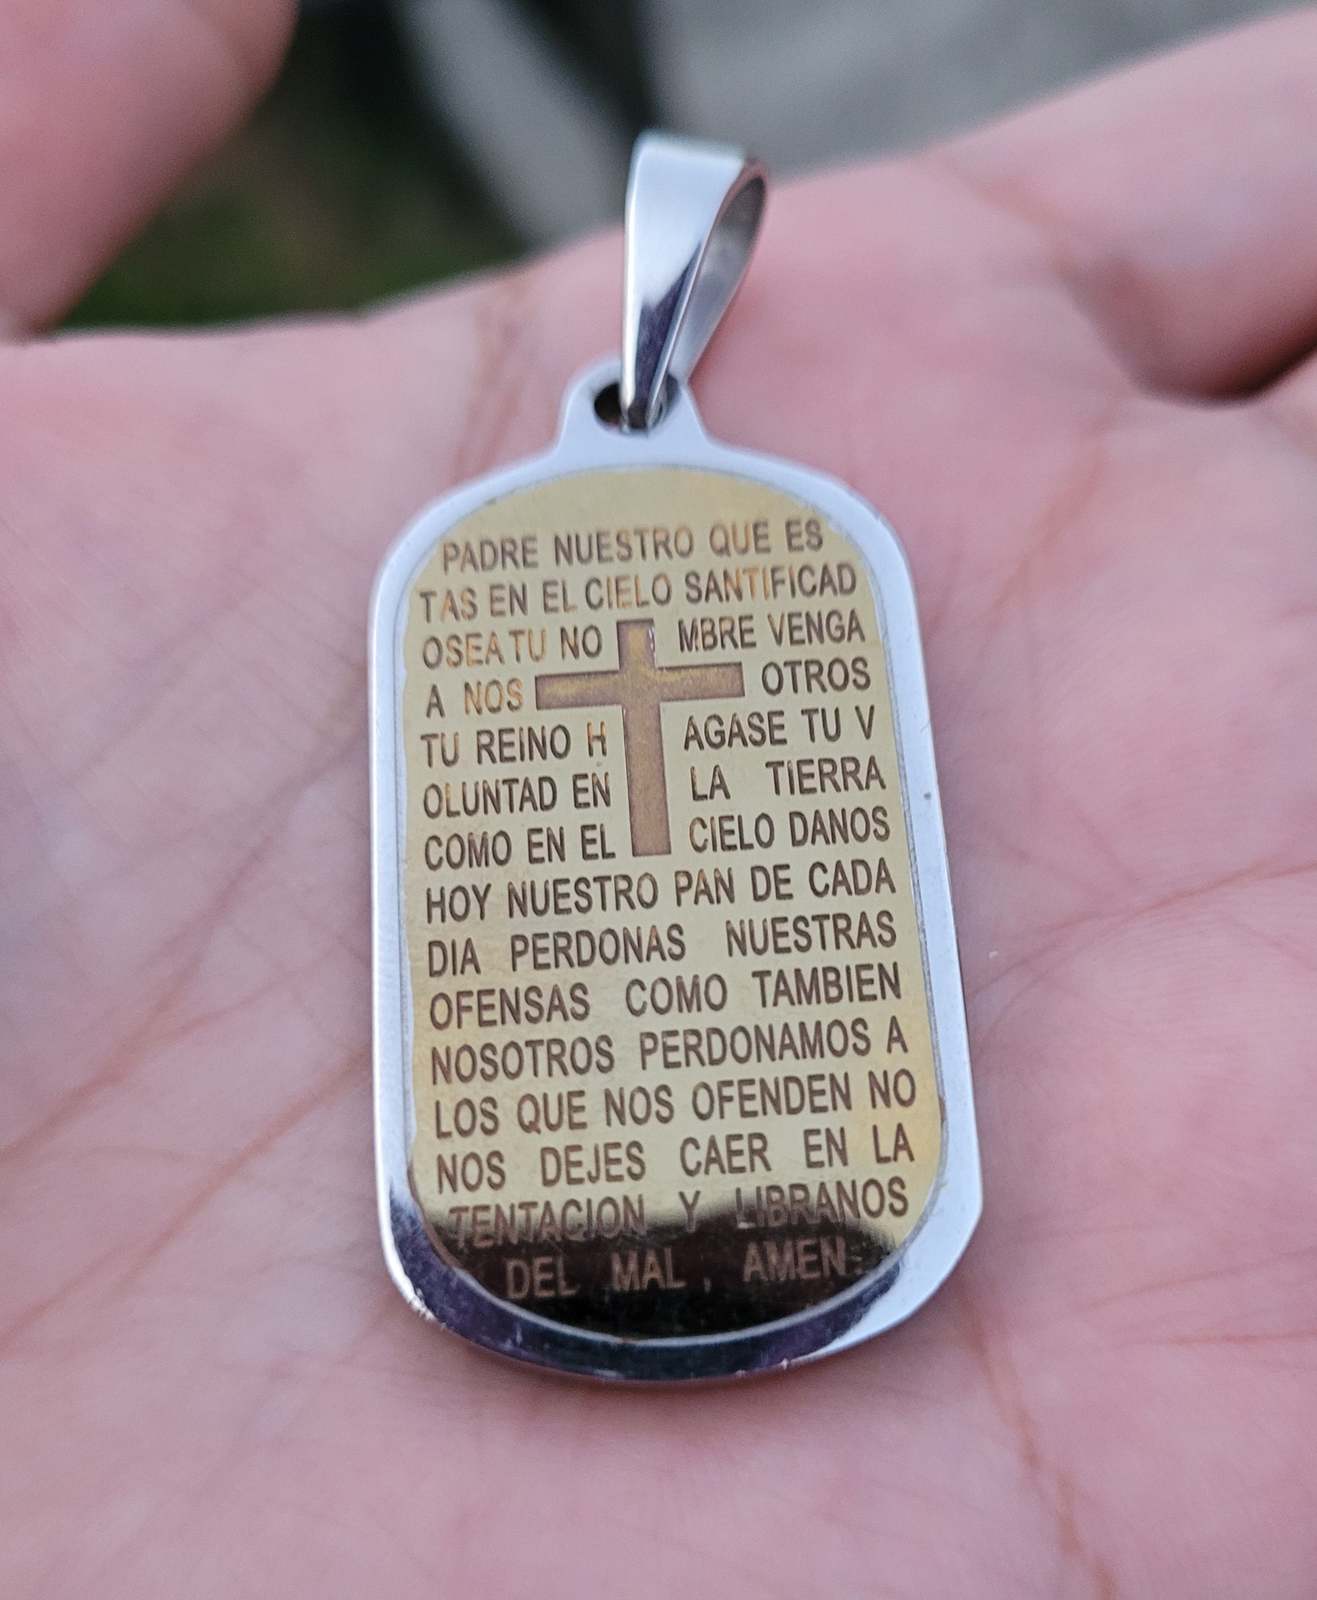 PADRE NUESTRO QUE ES
TAS EN EL CIELO SANTIFICAD
OSEA TU NO MBRE VENGA
A NOS OTROS
TU REINO H AGASE TU V
OLUNTAD EN LA TIERRA
COMO EN EL CIELO DANOS
HOY NUESTRO PAN DE CADA
DIA PERDONAS NUESTRAS
OFENSAS COMO TAMBIEN
NOSOTROS PERDONAMOS A
LOS QUE NOS OFENDEN NO
NOS DEJES CAER EN LA
TENTACION Y LIBRANOS
DEL MAL , AMEN.